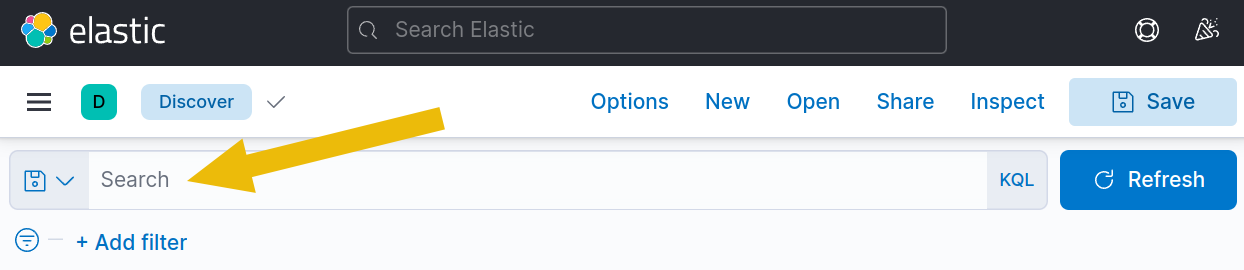 elastic Search Elastic
D Discover Options New Open Share Inspect Save
Search KQL Refresh
+ Add filter